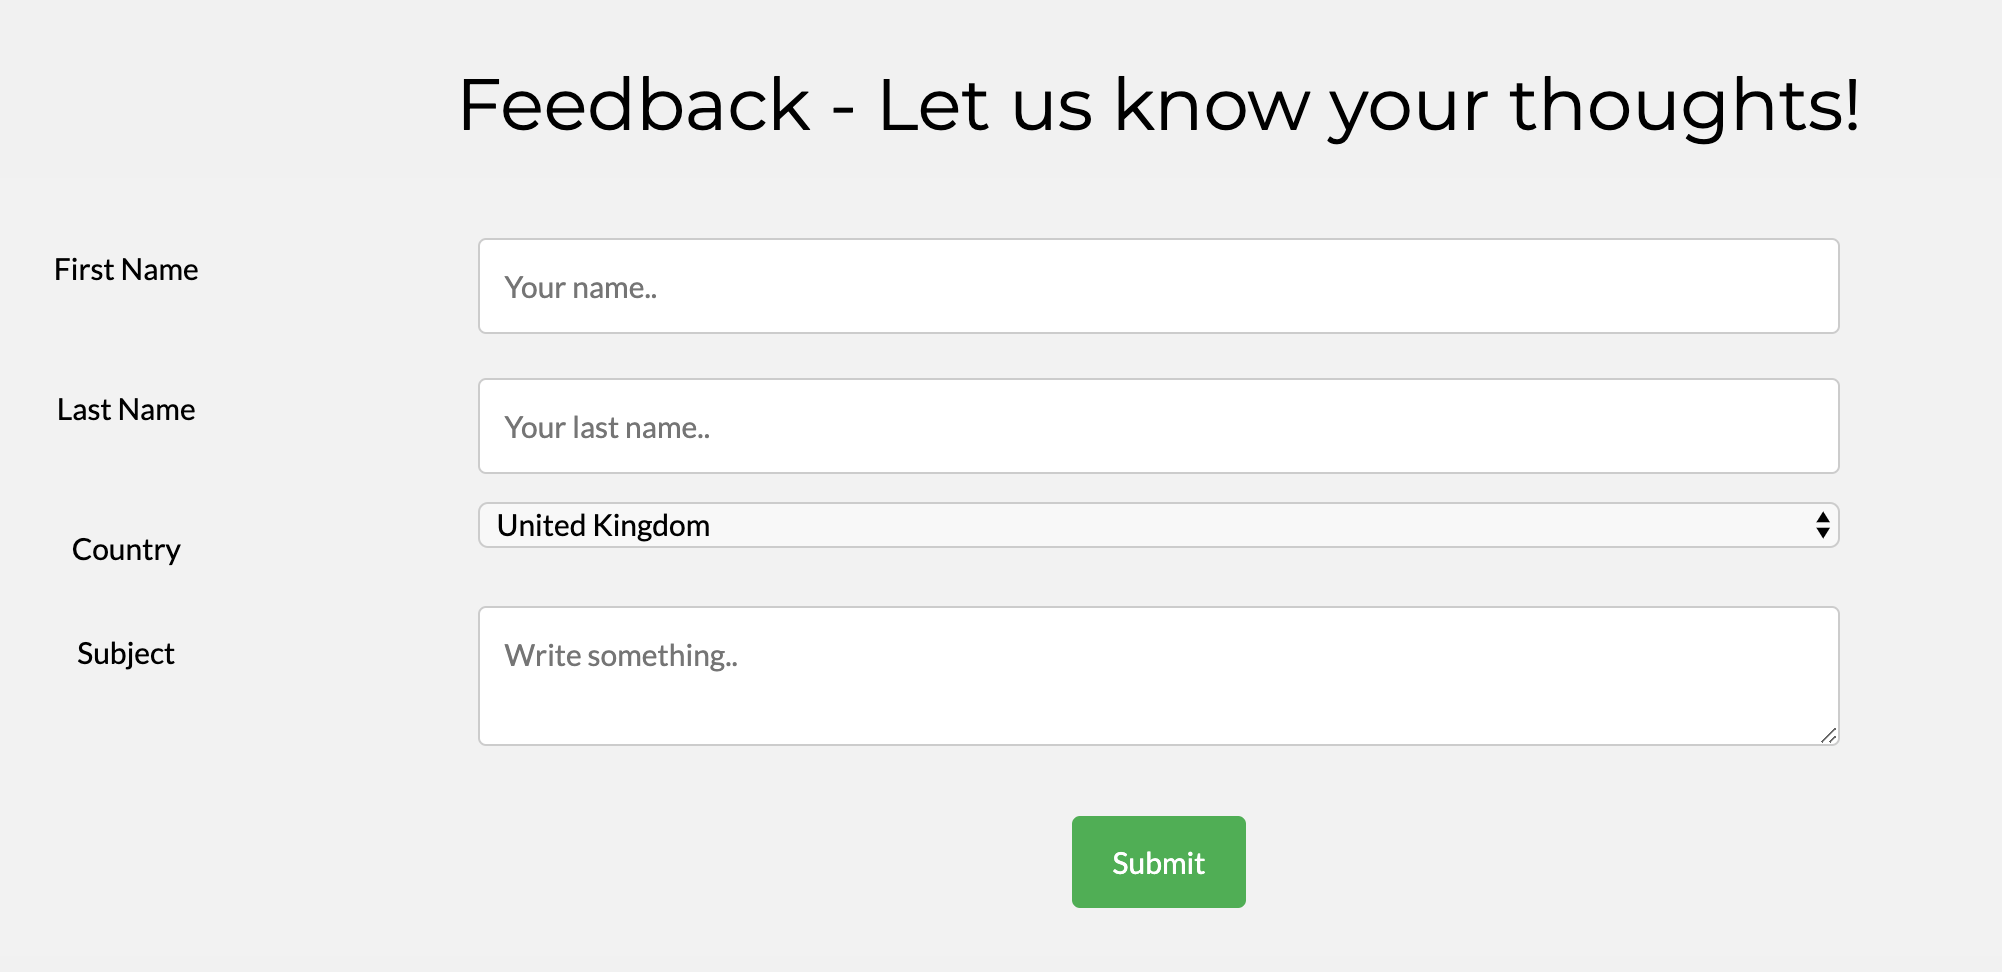 Feedback - Let us know your thoughts!
First Name
Your name..
Last Name
Your last name..
Country
United Kingdom
Subject
Write something..
Submit